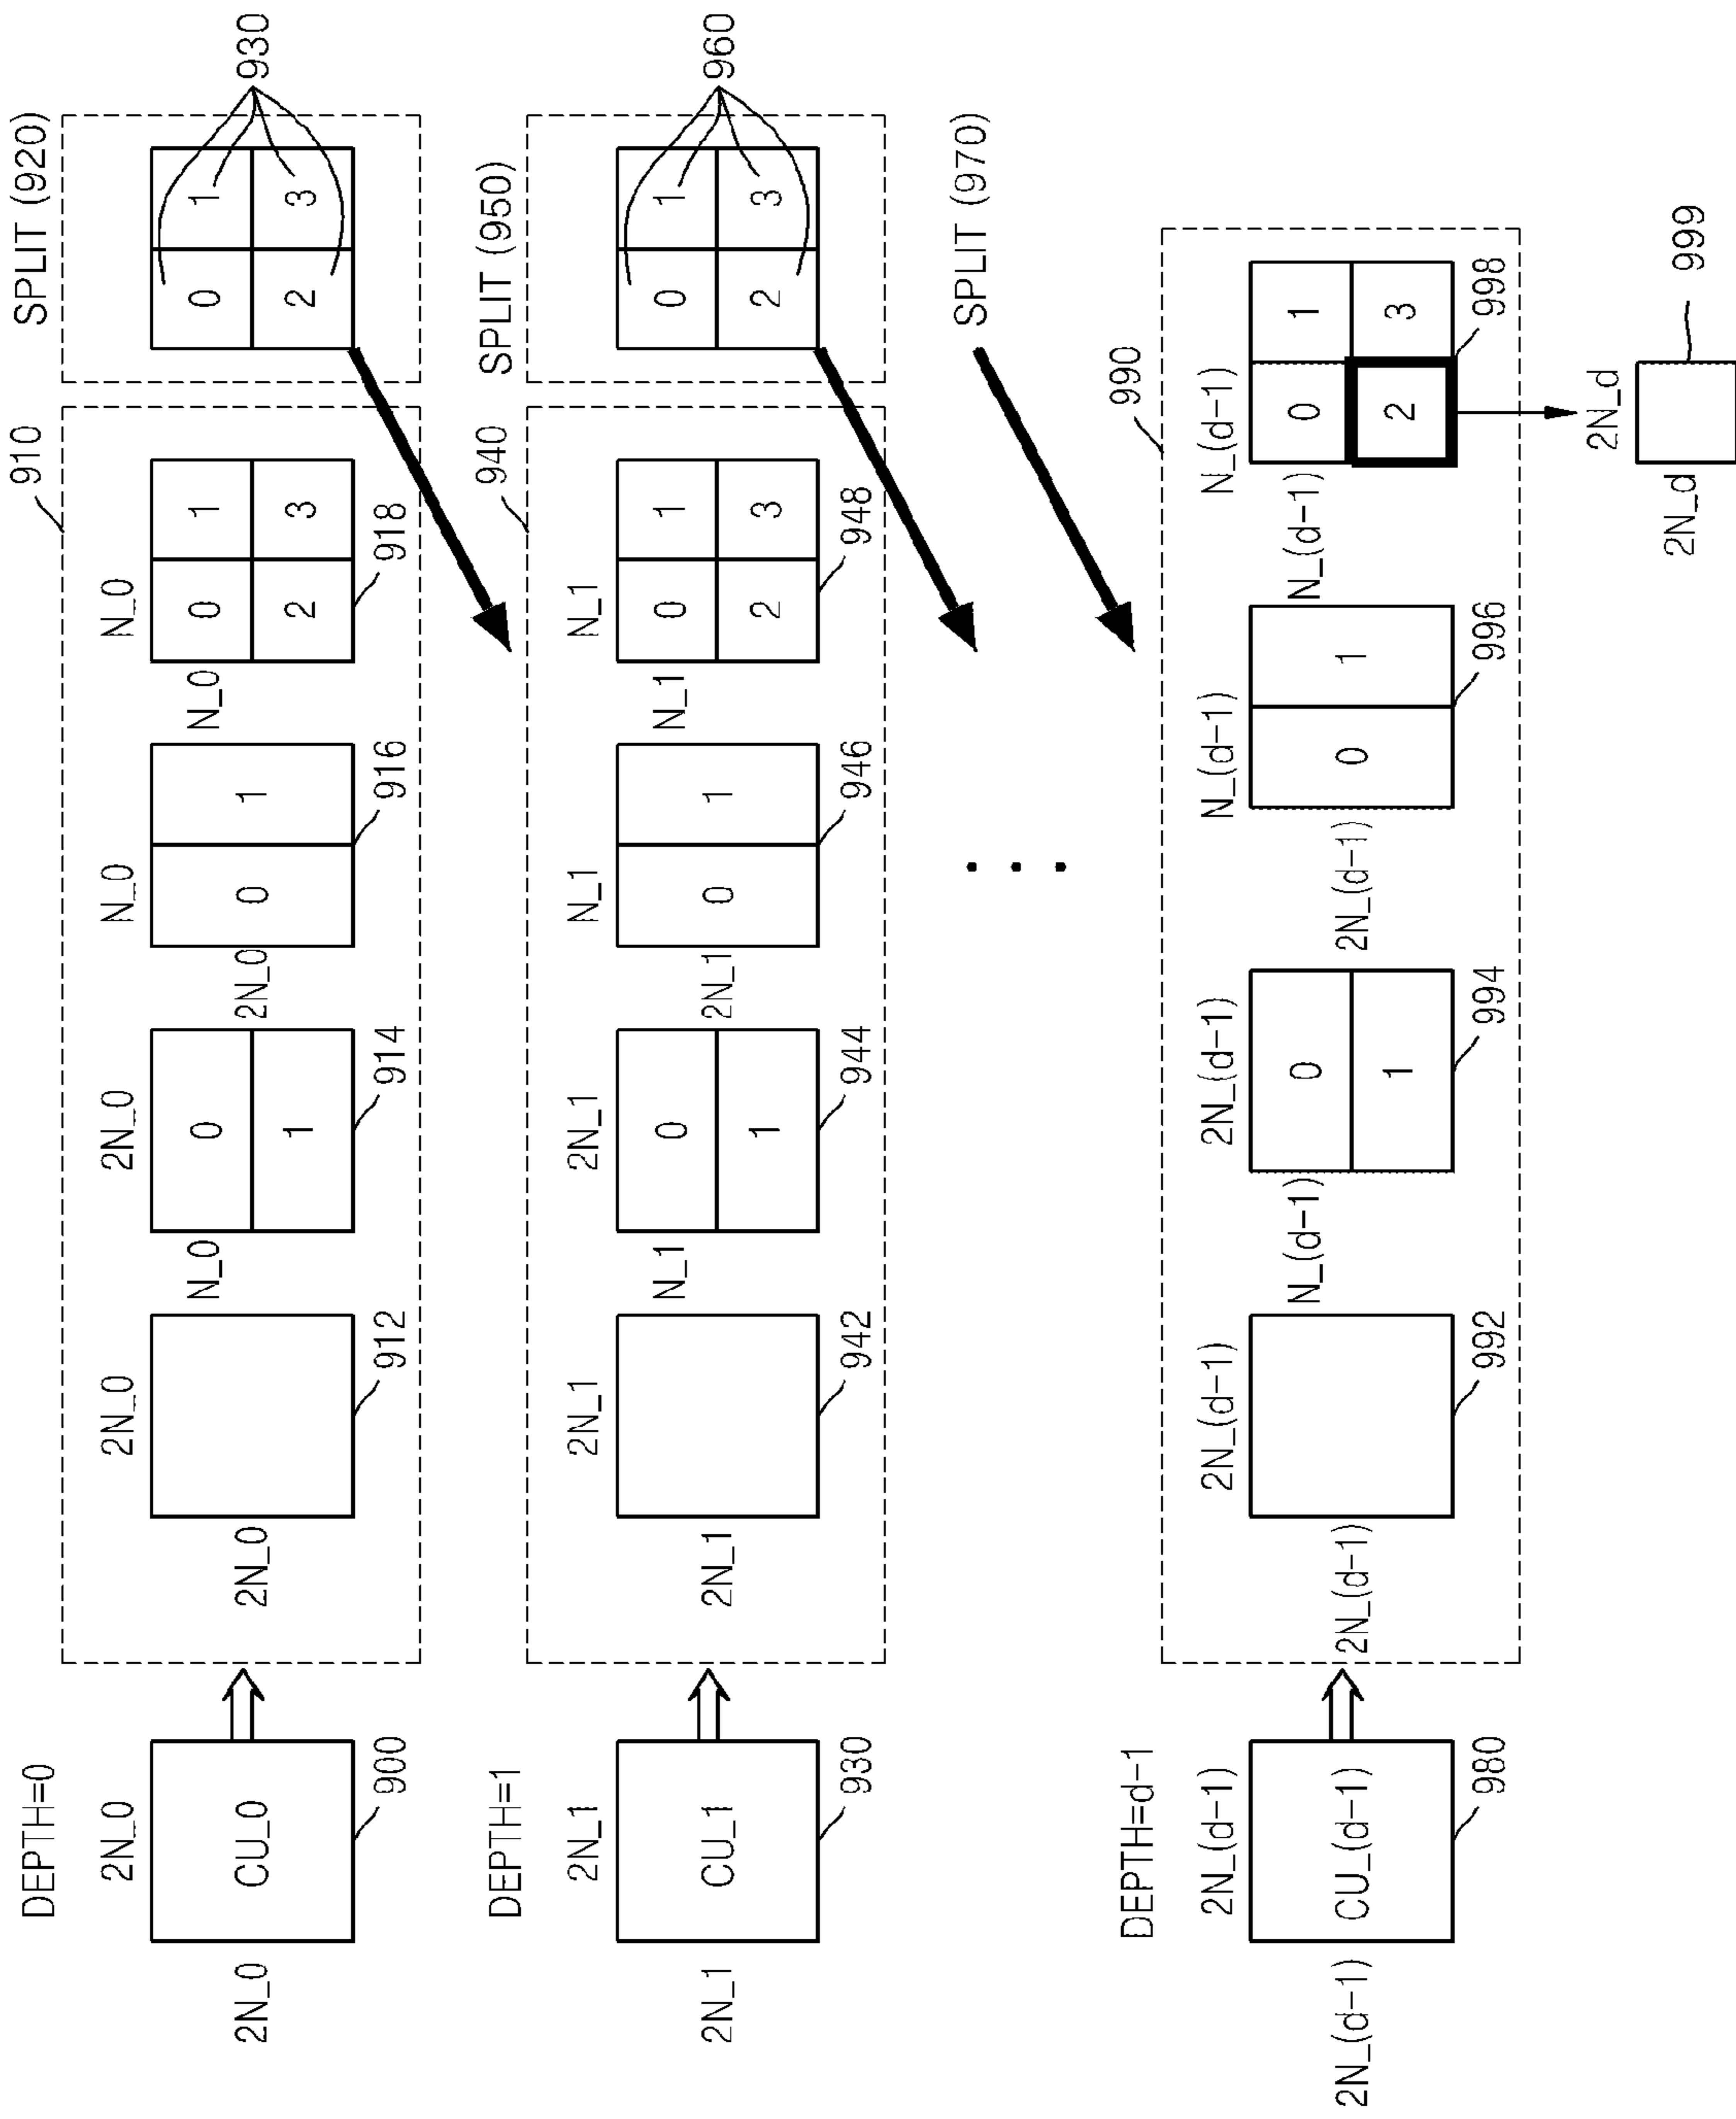 DEPTH=0
2N_0
2N_0
CU_0
900
910
2N_0
2N_0
912
2N_0
N_0
0
1
914
N_0
2N_0
0 1
916
N_0
N_0
0 1
2 3
918
SPLIT (920)
0 1
2 3
930
DEPTH=1
2N_1
2N_1
CU_1
930
940
2N_1
2N_1
942
2N_1
N_1
0
1
944
N_1
2N_1
0 1
946
N_1
N_1
0 1
2 3
948
SPLIT (950)
0 1
2 3
960
SPLIT (970)
DEPTH=d-1
2N_(d-1)
2N_(d-1)
CU_(d-1)
980
990
2N_(d-1)
2N_(d-1)
992
2N_(d-1)
N_(d-1)
0
1
994
N_(d-1)
2N_(d-1)
0 1
996
N_(d-1)
N_(d-1)
0 1
2 3
998
2N_d
2N_d
999